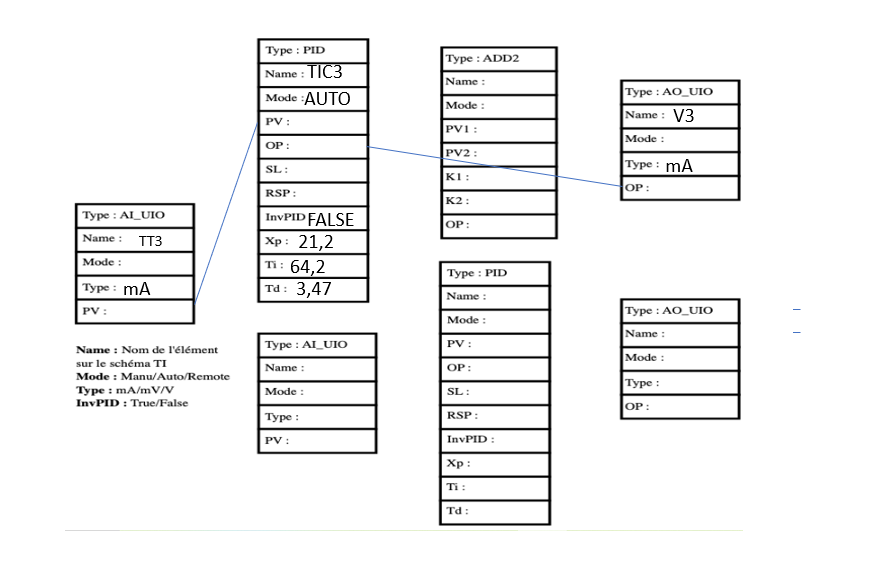 Type : PID
Name : TIC3
Mode : AUTO
PV :
OP :
SL :
RSP :
InvPID FALSE
Xp : 21,2
Ti : 64,2
Td : 3,47
Type : ADD2
Name :
Mode :
PV1 :
PV2 :
K1 :
K2 :
OP :
Type : AO_UIO
Name : V3
Mode :
Type : mA
OP :
Type : AI_UIO
Name : TT3
Mode :
Type : mA
PV :
Name : Nom de l'élément
sur le schéma TI
Mode : Manu/Auto/Remote
Type : mA/mV/V
InvPID : True/False
Type : AI_UIO
Name :
Mode :
Type :
PV :
Type : PID
Name :
Mode :
PV :
OP :
SL :
RSP :
InvPID :
Xp :
Ti :
Td :
Type : AO_UIO
Name :
Mode :
Type :
OP :